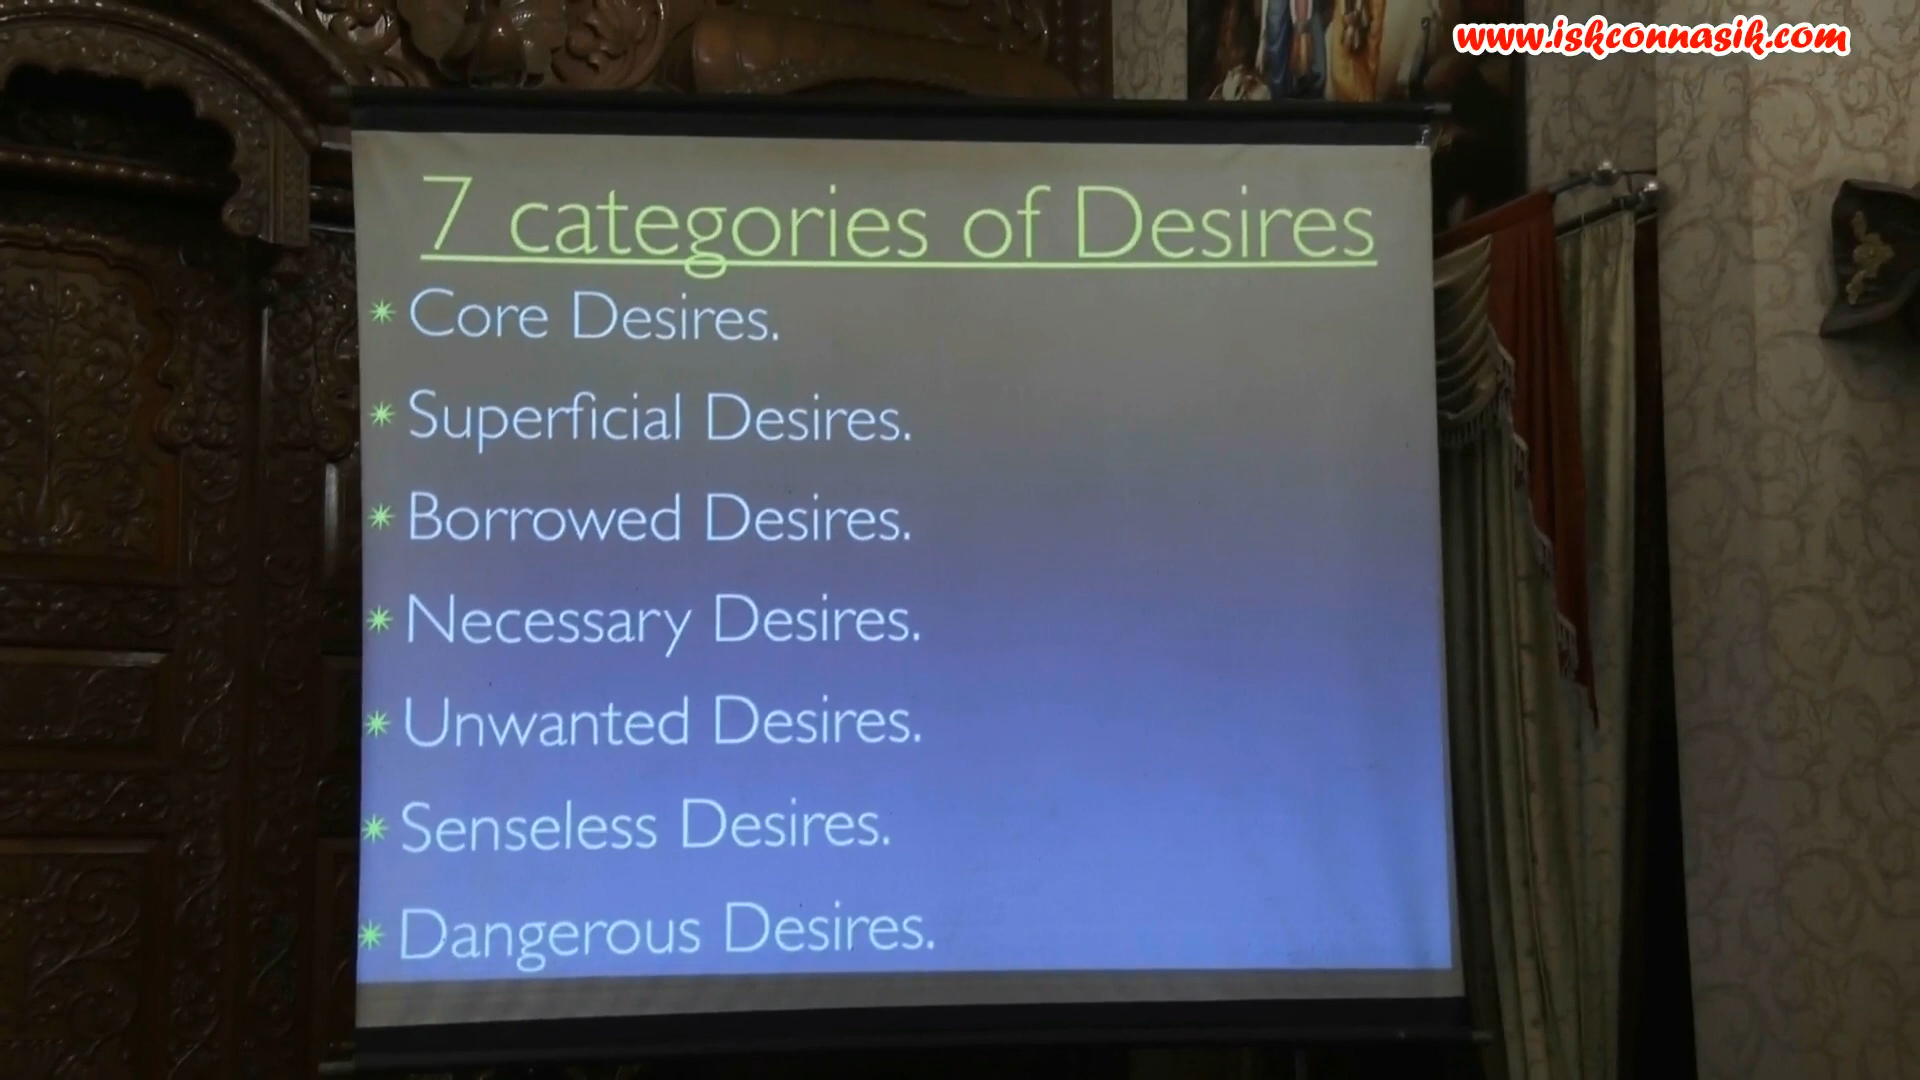 www.iskconnasik.com
7 categories of Desires
Core Desires.
Superficial Desires.
Borrowed Desires.
Necessary Desires.
Unwanted Desires.
Senseless Desires.
Dangerous Desires.